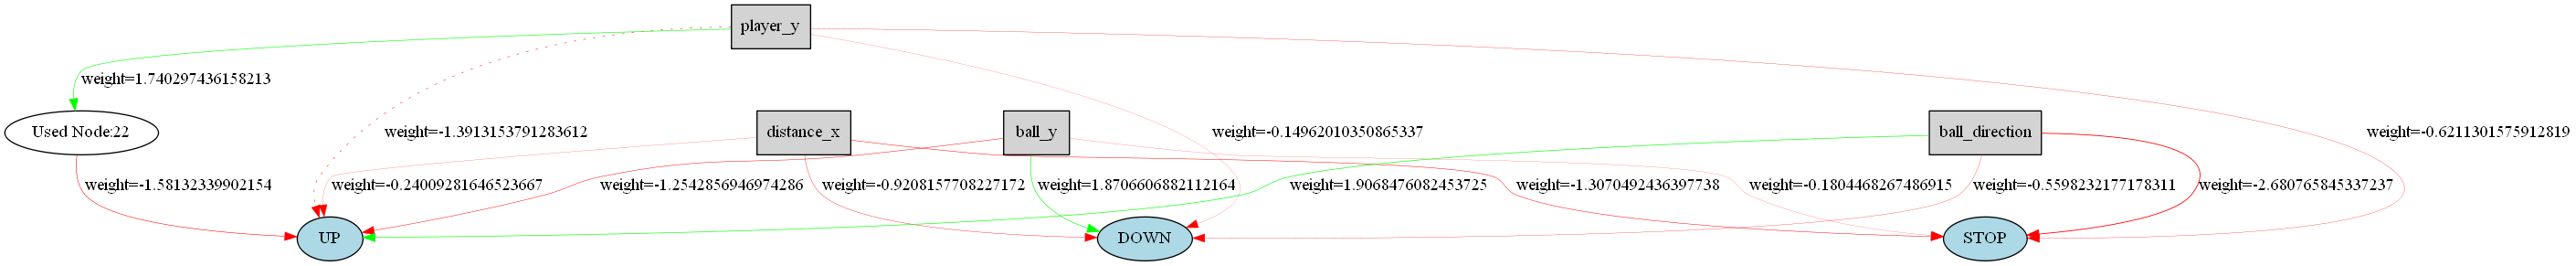 player_y
weight=1.740297436158213
Used Node:22
weight=-1.3913153791283612
distance_x
ball_y
weight=-0.14962010350865337
ball_direction
weight=-0.6211301575912819
weight=-1.58132339902154
weight=-0.24009281646523667
weight=-1.2542856946974286
weight=-0.9208157708227172
weight=1.8706606882112164
weight=1.9068476082453725
weight=-1.3070492436397738
weight=-0.1804468267486915
weight=-0.5598232177178311
weight=-2.680765845337237
UP
DOWN
STOP